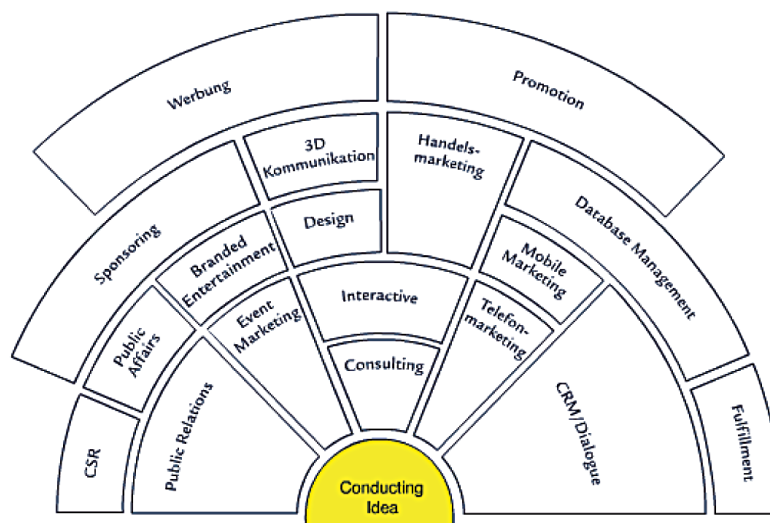 Werbung
Promotion
3D
Kommunikation
Handels-
marketing
Sponsoring
Database Management
Branded
Entertainment
Design
Mobile
Marketing
Public
Affairs
Event
Marketing
Interactive
Telefon-
marketing
Consulting
CSR
Public Relations
CRM/Dialogue
Fulfillment
Conducting
Idea